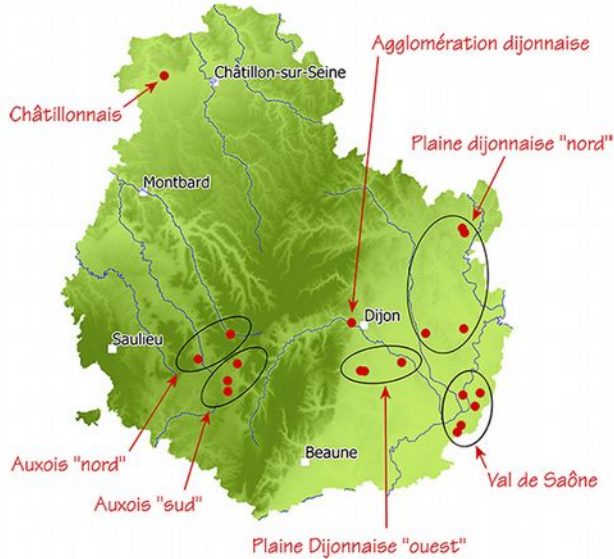 Agglomération dijonnaise
Châtillon-sur-Seine
Châtillonnais
Plaine dijonnaise "nord"
Montbard
Dijon
Saulieu
Beaune
Auxois "nord"
Auxois "sud"
Val de Saône
Plaine Dijonnaise "ouest"